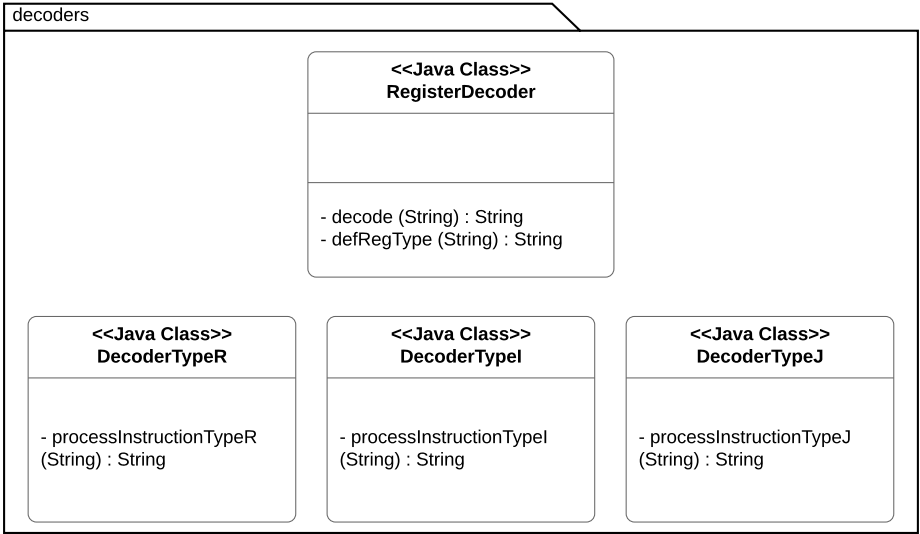 decoders
<<Java Class>>
RegisterDecoder
- decode (String) : String
- defRegType (String) : String
<<Java Class>>
DecoderTypeR
- processInstructionTypeR
(String) : String
<<Java Class>>
DecoderTypeI
- processInstructionTypeI
(String) : String
<<Java Class>>
DecoderTypeJ
- processInstructionTypeJ
(String) : String